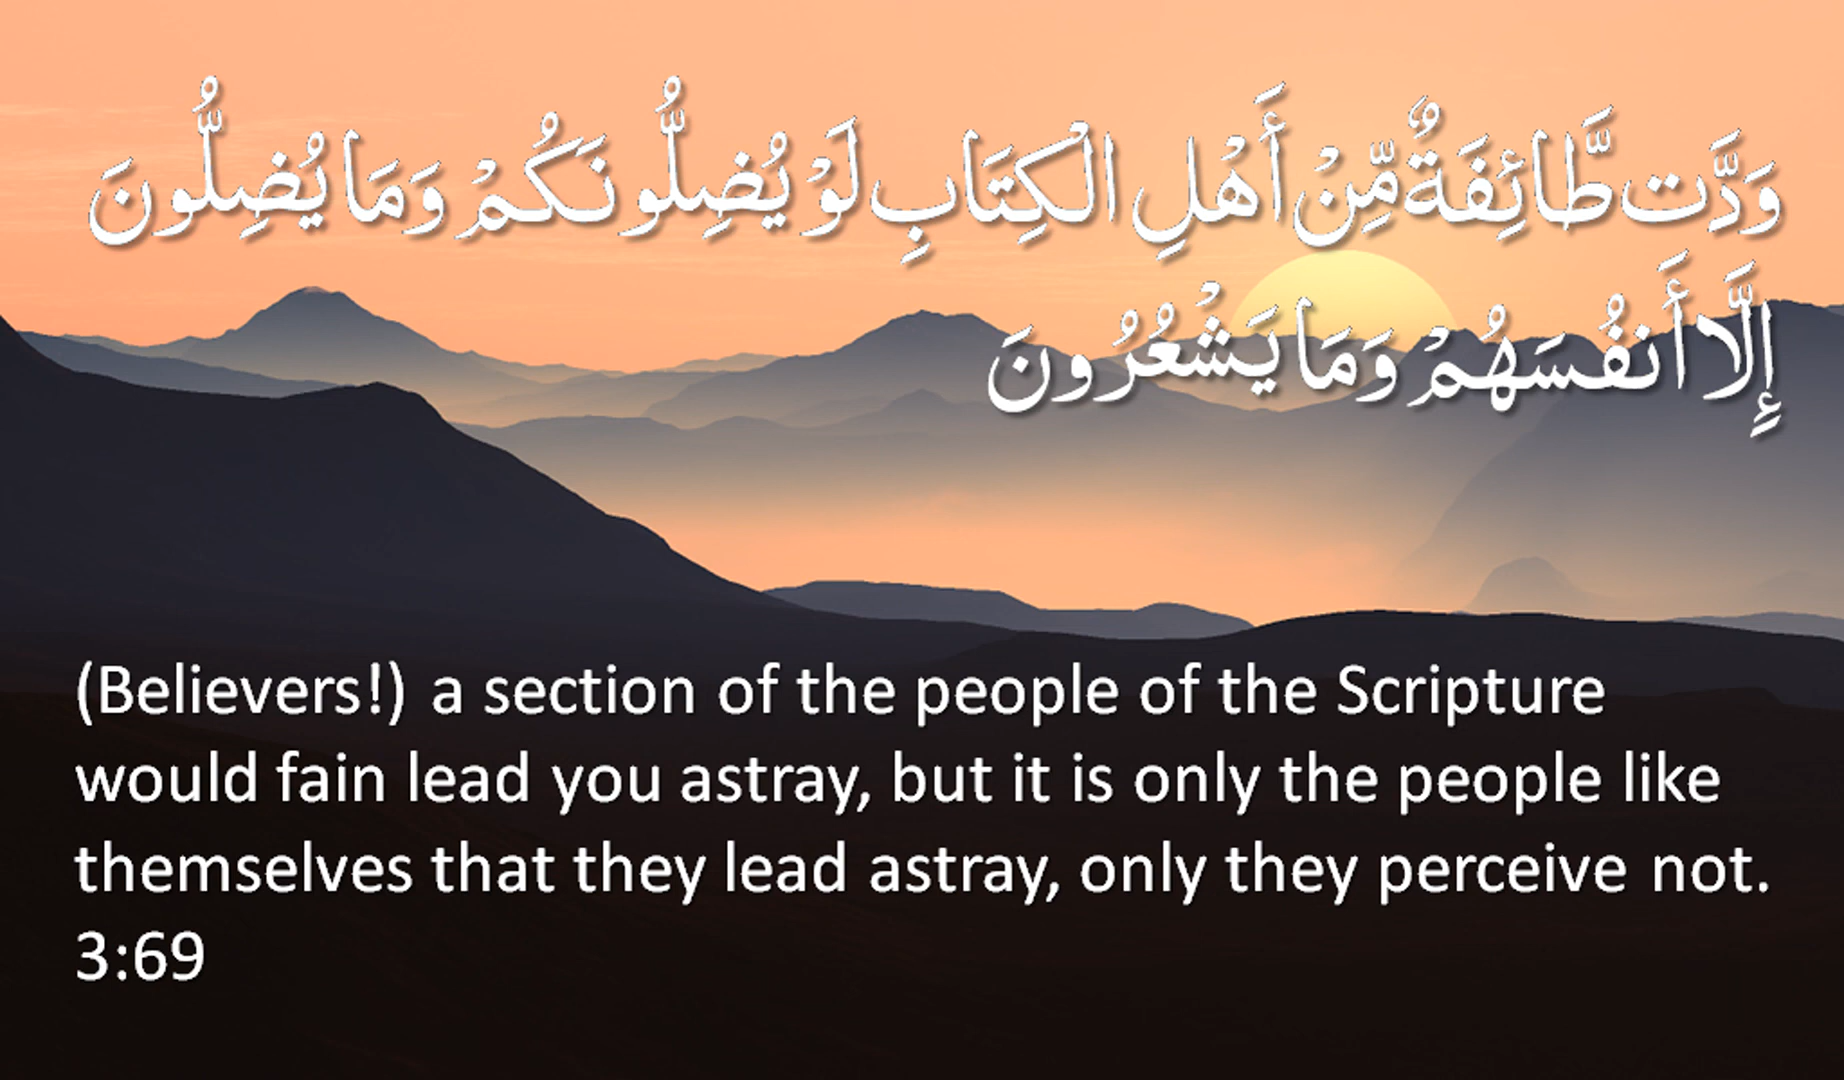 وَدَّت طَّائِفَةٌ مِّنْ أَهْلِ الْكِتَابِ لَوْ يُضِلُّونَكُمْ وَمَا يُضِلُّونَ
إِلَّا أَنفُسَهُمْ وَمَا يَشْعُرُونَ
(Believers!) a section of the people of the Scripture
would fain lead you astray, but it is only the people like
themselves that they lead astray, only they perceive not.
3:69